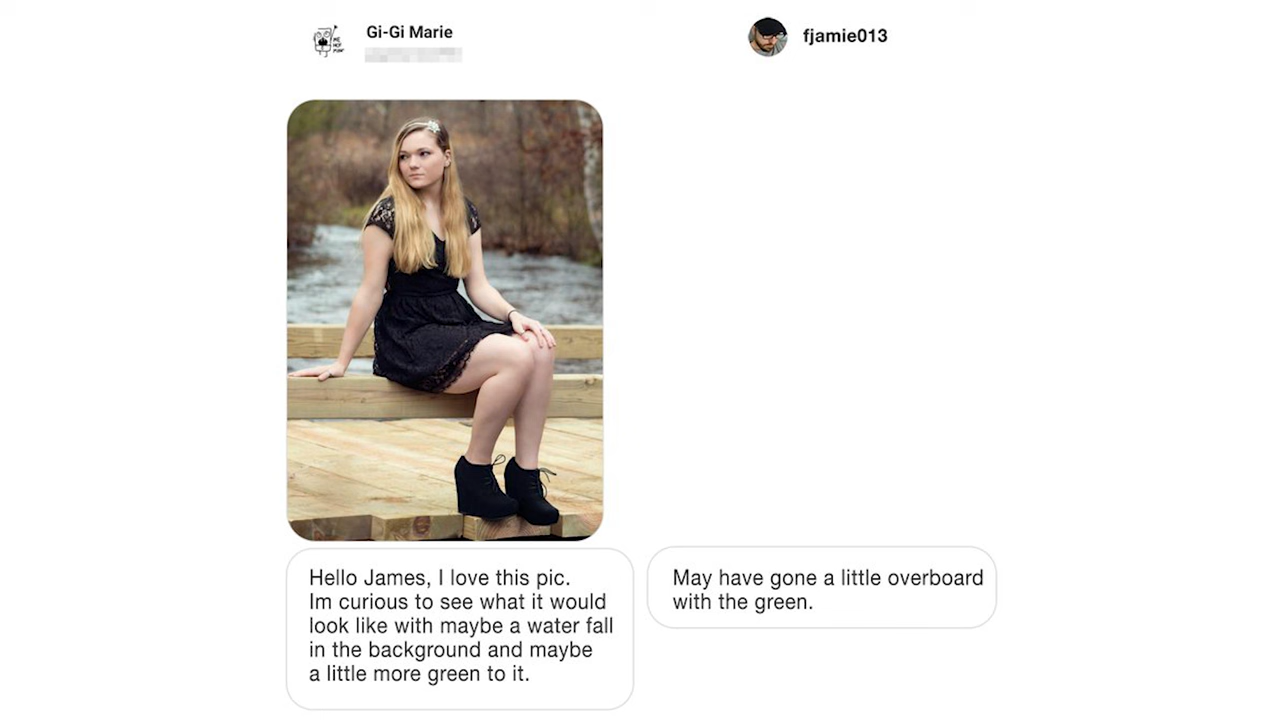 Gi-Gi Marie
fjamie013
Hello James, I love this pic.
Im curious to see what it would
look like with maybe a water fall
in the background and maybe
a little more green to it.
May have gone a little overboard
with the green.